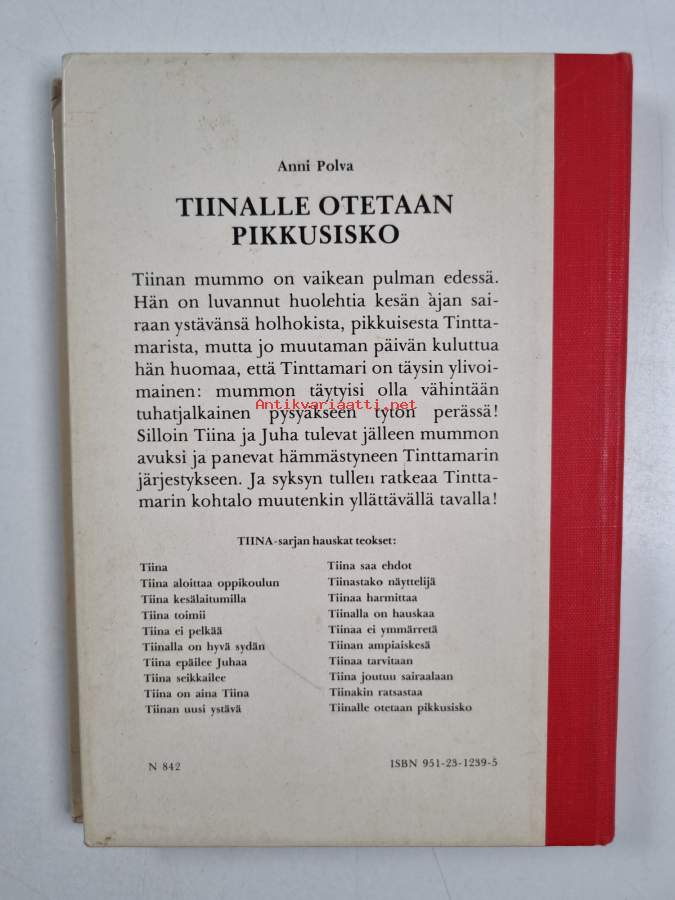 Anni Polva
TIINALLE OTETAAN
PIKKUSISKO
Tiinan mummo on vaikean pulman edessä.
Hän on luvannut huolehtia kesän ajan sai-
raan ystävänsä holhokista, pikkuisesta Tintta-
marista, mutta jo muutaman päivän kuluttua
hän huomaa, että Tinttamari on täysin ylivoi-
mainen: mummon täytyisi olla vähintään
tuhatjalkainen pysyäkseen tytön perässä!
Antikvariaatti.net
Silloin Tiina ja Juha tulevat jälleen mummon
avuksi ja panevat hämmästyneen Tinttamarin
järjestykseen. Ja syksyn tullen ratkeaa Tintta-
marin kohtalo muutenkin yllättävällä tavalla!
TIINA-sarjan hauskat teokset:
Tiina
Tiina aloittaa oppikoulun
Tiina kesälaitumilla
Tiina toimii
Tiina ei pelkää
Tiinalla on hyvä sydän
Tiina epäilee Juhaa
Tiina seikkailee
Tiina on aina Tiina
Tiinan uusi ystävä
Tiina saa ehdot
Tiinastako näyttelijä
Tiinaa harmittaa
Tiinalla on hauskaa
Tiinaa ei ymmärretä
Tiinan ampiaiskesä
Tiinaa tarvitaan
Tiina joutuu sairaalaan
Tiinakin ratsastaa
Tiinalle otetaan pikkusisko
N 842
ISBN 951-23-1239-5